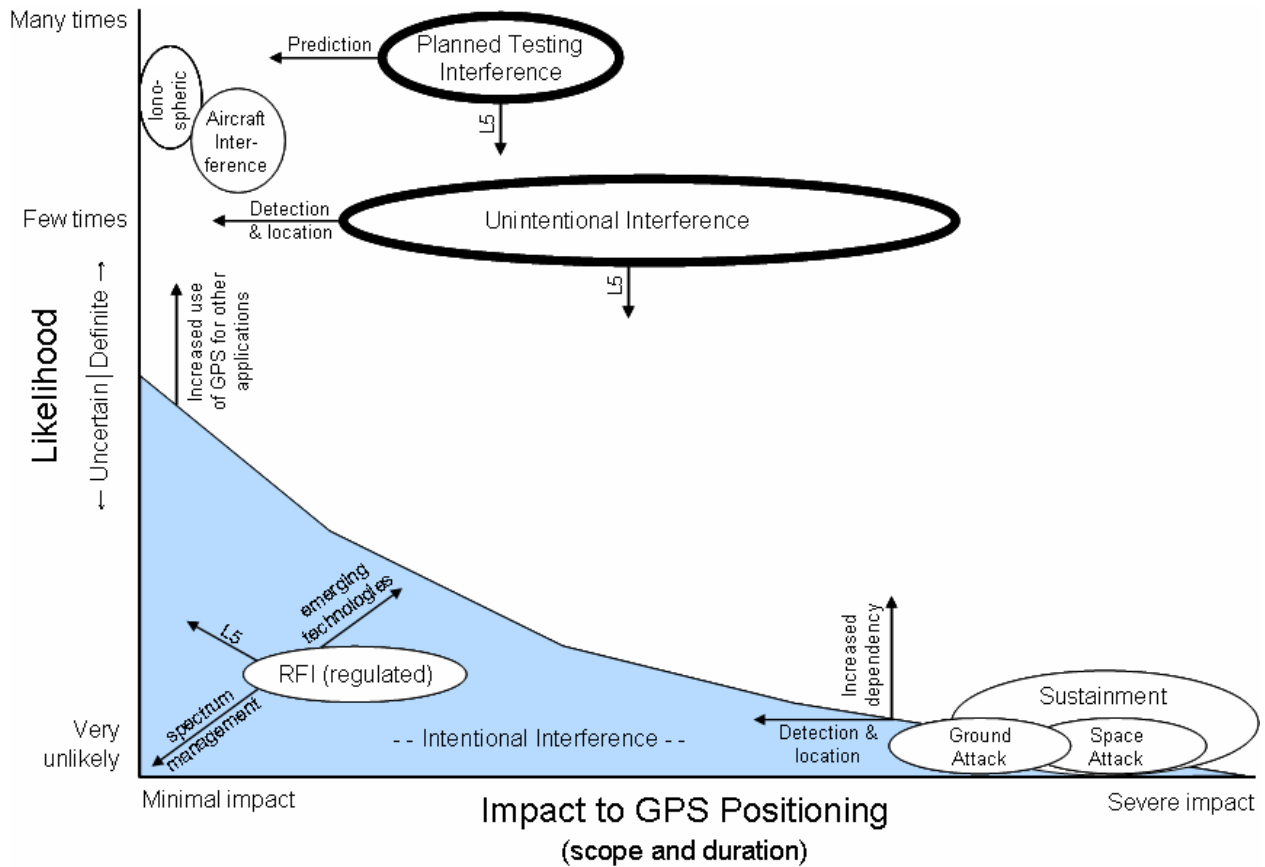 Many times
Prediction
Planned Testing
Interference
L5
Iono-
spheric
Aircraft
Inter-
ference
Few times
Detection
& location
Unintentional Interference
L5
Likelihood
← Uncertain | Definite →
Increased use
of GPS for other
applications
emerging
technologies
L5
RFI (regulated)
spectrum
management
Increased
dependency
Sustainment
Very
unlikely
- - Intentional Interference - -
Detection &
location
Ground
Attack
Space
Attack
Minimal impact
Impact to GPS Positioning
(scope and duration)
Severe impact